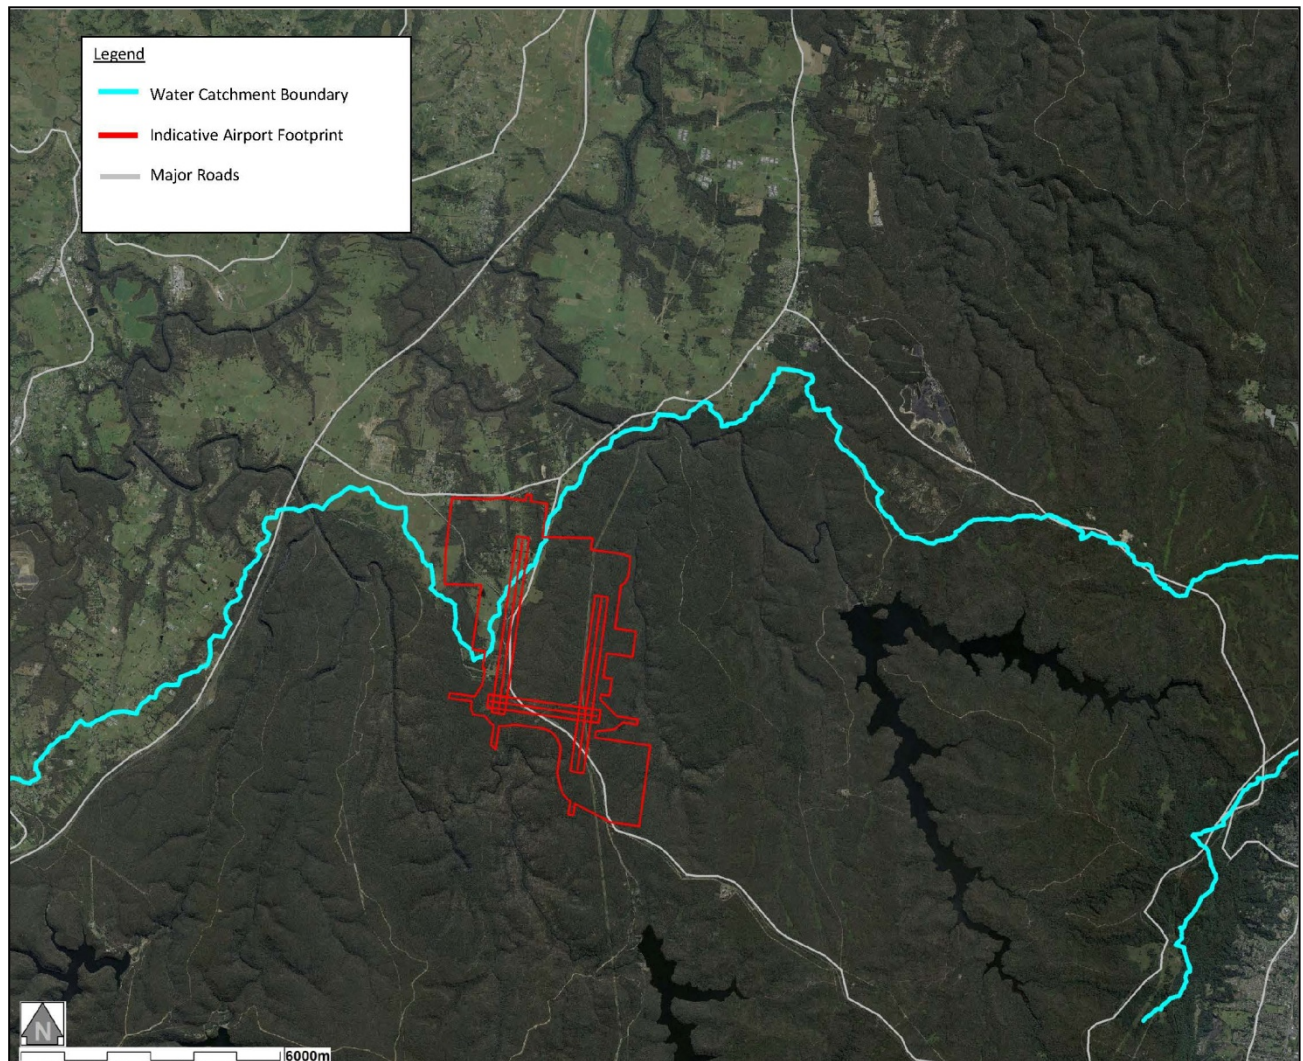 Legend
Water Catchment Boundary
Indicative Airport Footprint
Major Roads
N
6000m